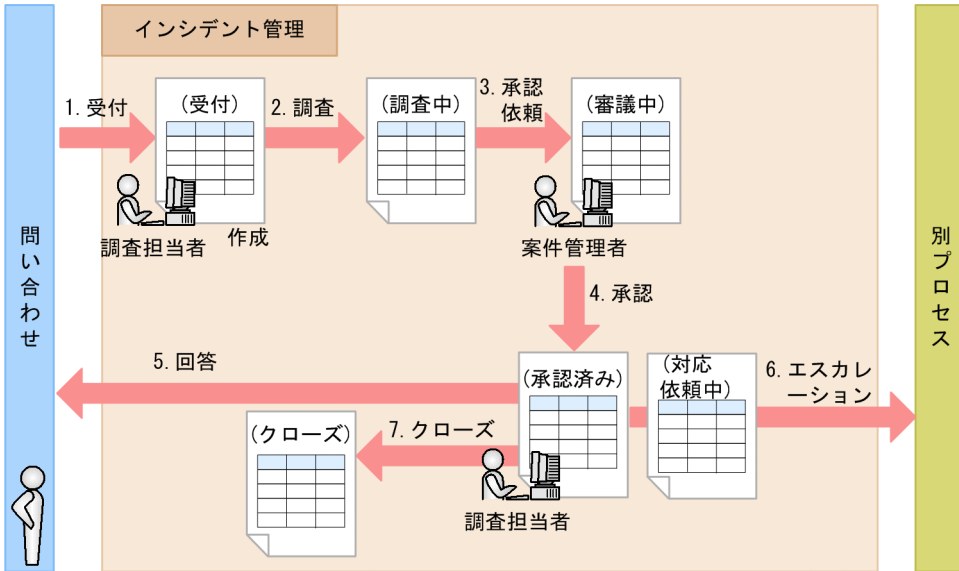 インシデント管理
問い合わせ
別プロセス
1. 受付
(受付)
2. 調査
(調査中)
3. 承認
依頼
(審議中)
調査担当者
作成
案件管理者
4. 承認
5. 回答
(承認済み)
(対応
依頼中)
6. エスカレ
ーション
(クローズ)
7. クローズ
調査担当者